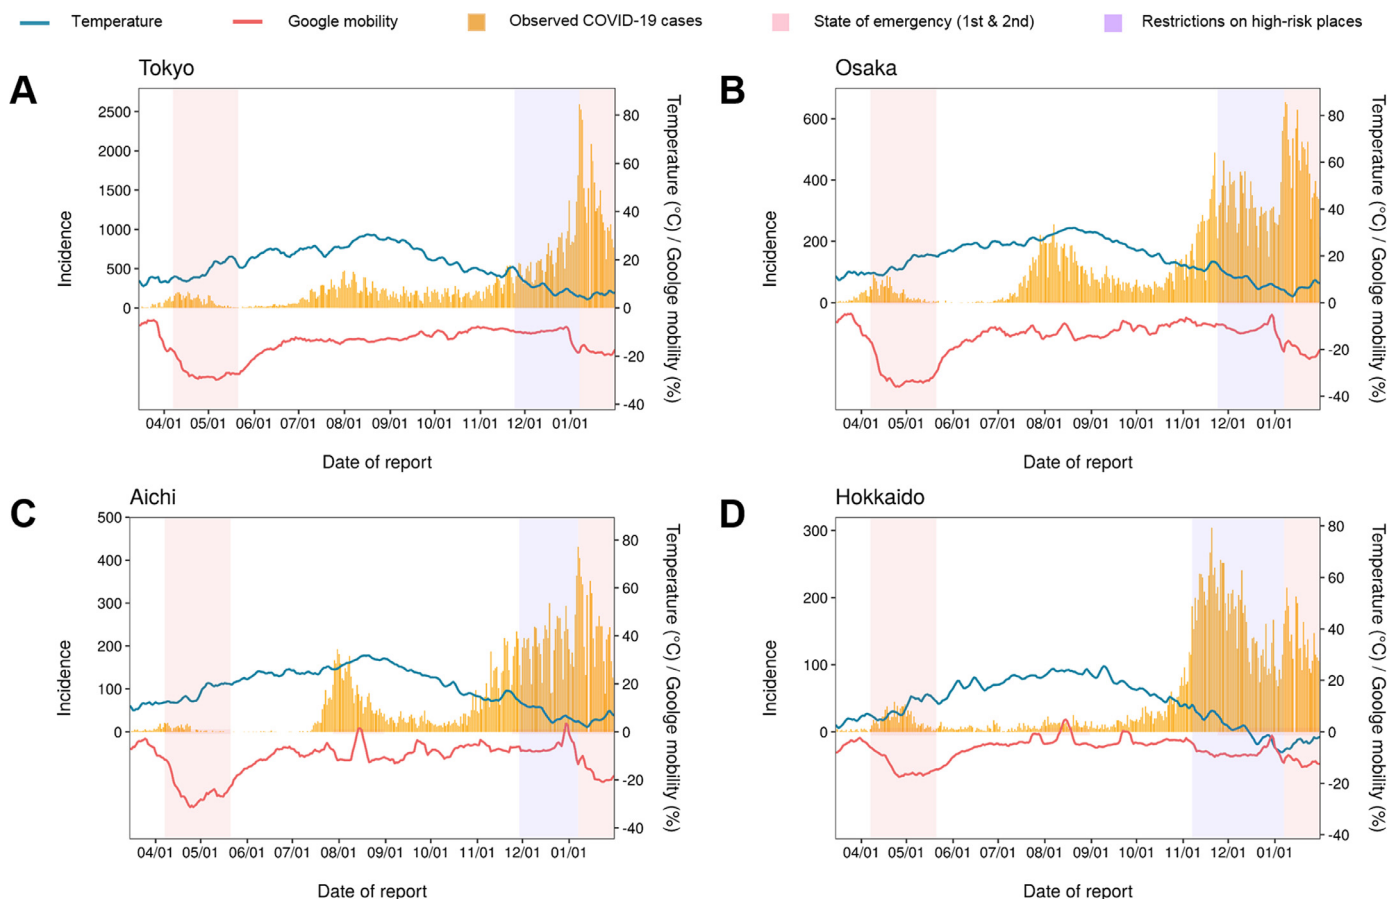 Temperature Google mobility Observed COVID-19 cases State of emergency (1st & 2nd) Restrictions on high-risk places
A Tokyo
Incidence
2500
2000
1500
1000
500
0
80
60
40
20
0
-20
-40
Temperature (°C) / Goolge mobility (%)
04/01 05/01 06/01 07/01 08/01 09/01 10/01 11/01 12/01 01/01
Date of report
B Osaka
Incidence
600
400
200
0
80
60
40
20
0
-20
-40
Temperature (°C) / Goolge mobility (%)
04/01 05/01 06/01 07/01 08/01 09/01 10/01 11/01 12/01 01/01
Date of report
C Aichi
Incidence
500
400
300
200
100
0
80
60
40
20
0
-20
-40
Temperature (°C) / Goolge mobility (%)
04/01 05/01 06/01 07/01 08/01 09/01 10/01 11/01 12/01 01/01
Date of report
D Hokkaido
Incidence
300
200
100
0
80
60
40
20
0
-20
-40
Temperature (°C) / Goolge mobility (%)
04/01 05/01 06/01 07/01 08/01 09/01 10/01 11/01 12/01 01/01
Date of report